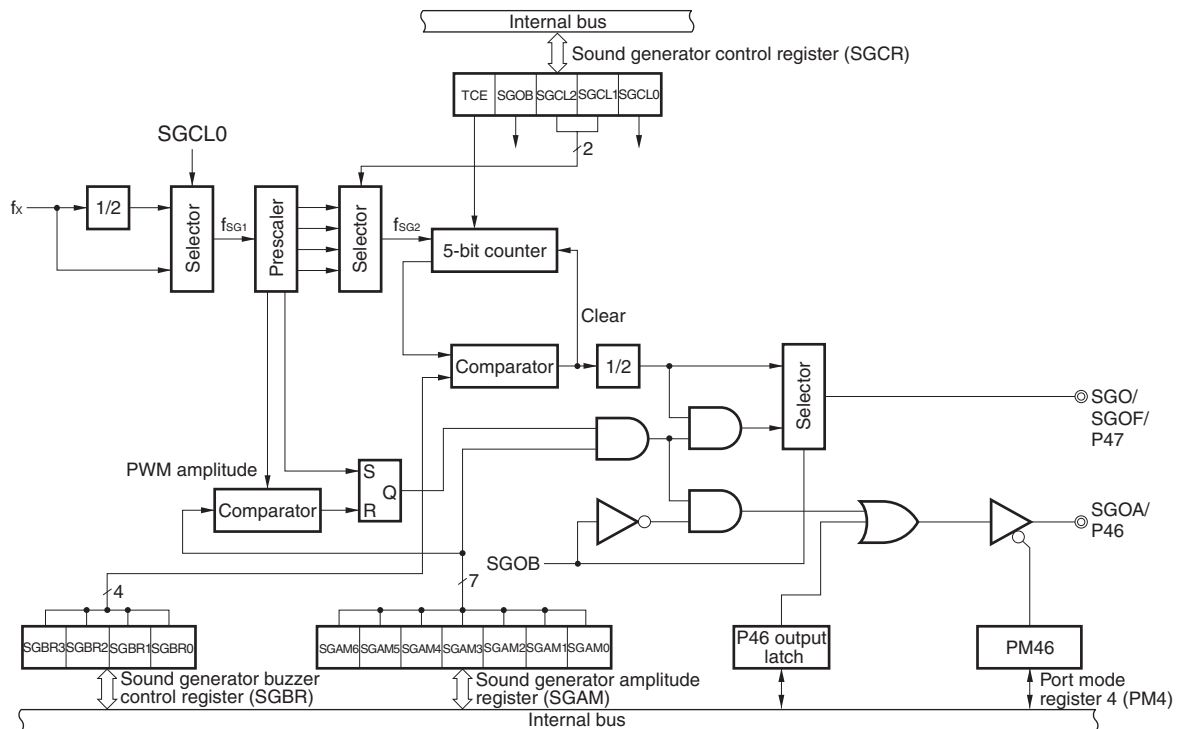 Internal bus
Sound generator control register (SGCR)
TCE SGOB SGCL2 SGCL1 SGCL0
2
SGCL0
fX
1/2
Selector
fSG1
Prescaler
Selector
fSG2
5-bit counter
Clear
Comparator
1/2
Selector
SGO/
SGOF/
P47
PWM amplitude
Comparator
S
Q
R
SGOB
SGOA/
P46
4
7
SGBR3 SGBR2 SGBR1 SGBR0
SGAM6 SGAM5 SGAM4 SGAM3 SGAM2 SGAM1 SGAM0
P46 output
latch
PM46
Sound generator buzzer
control register (SGBR)
Sound generator amplitude
register (SGAM)
Port mode
register 4 (PM4)
Internal bus